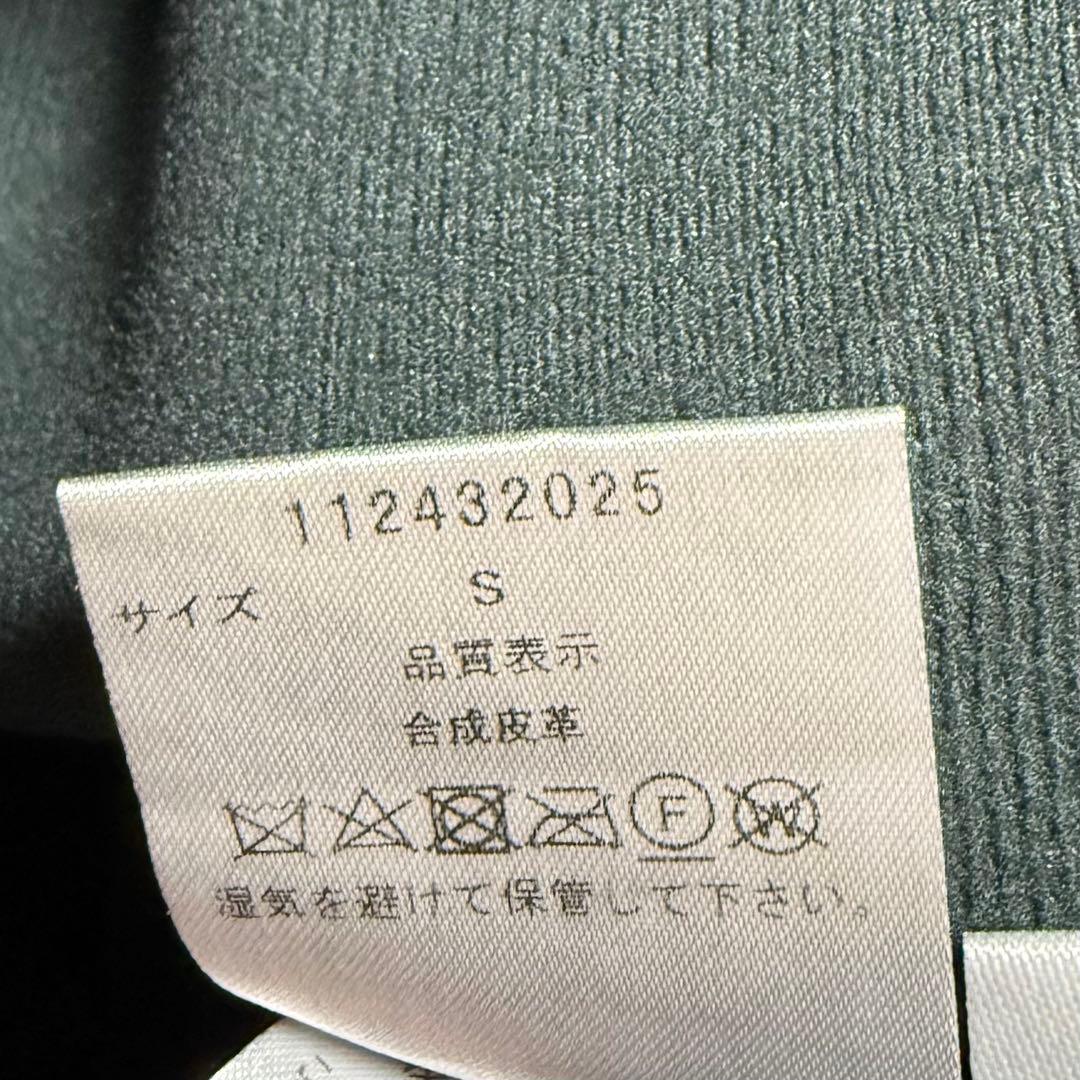 112432025
サイズ S
品質表示
合成皮革
F W
湿気を避けて保管して下さい。